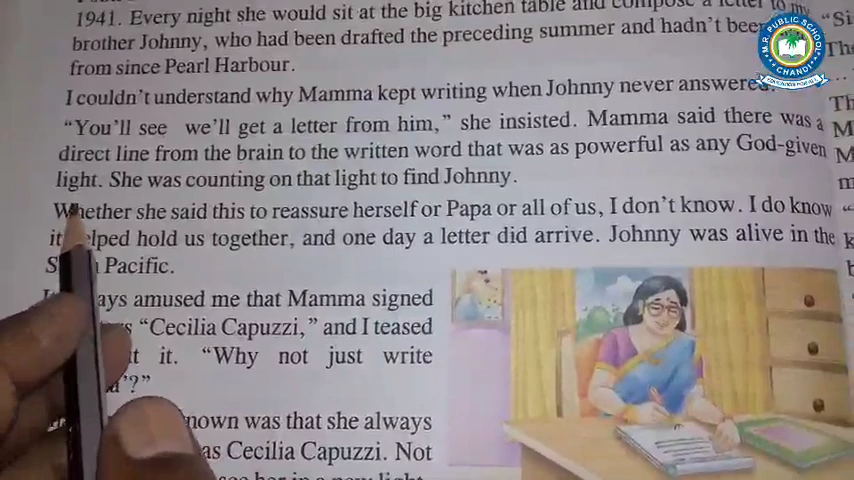 1941. Every night she would sit at the big kitchen table and compose a letter to my
brother Johnny, who had been drafted the preceding summer and hadn't
from since Pearl Harbour.
I couldn't understand why Mamma kept writing when Johnny never answered.
"You'll see we'll get a letter from him," she insisted. Mamma said there was a
direct line from the brain to the written word that was as powerful as any God-given
light. She was counting on that light to find Johnny.
Whether she said this to reassure herself or Papa or all of us, I don't know. I do know
it helped hold us together, and one day a letter did arrive. Johnny was alive in the
Pacific.
amused me that Mamma signed
"Cecilia Capuzzi," and I teased
it. "Why not just write
was that she always
as Cecilia Capuzzi. Not
see her in a new light
M.R. PUBLIC SCHOOL
CHANDI
"Si